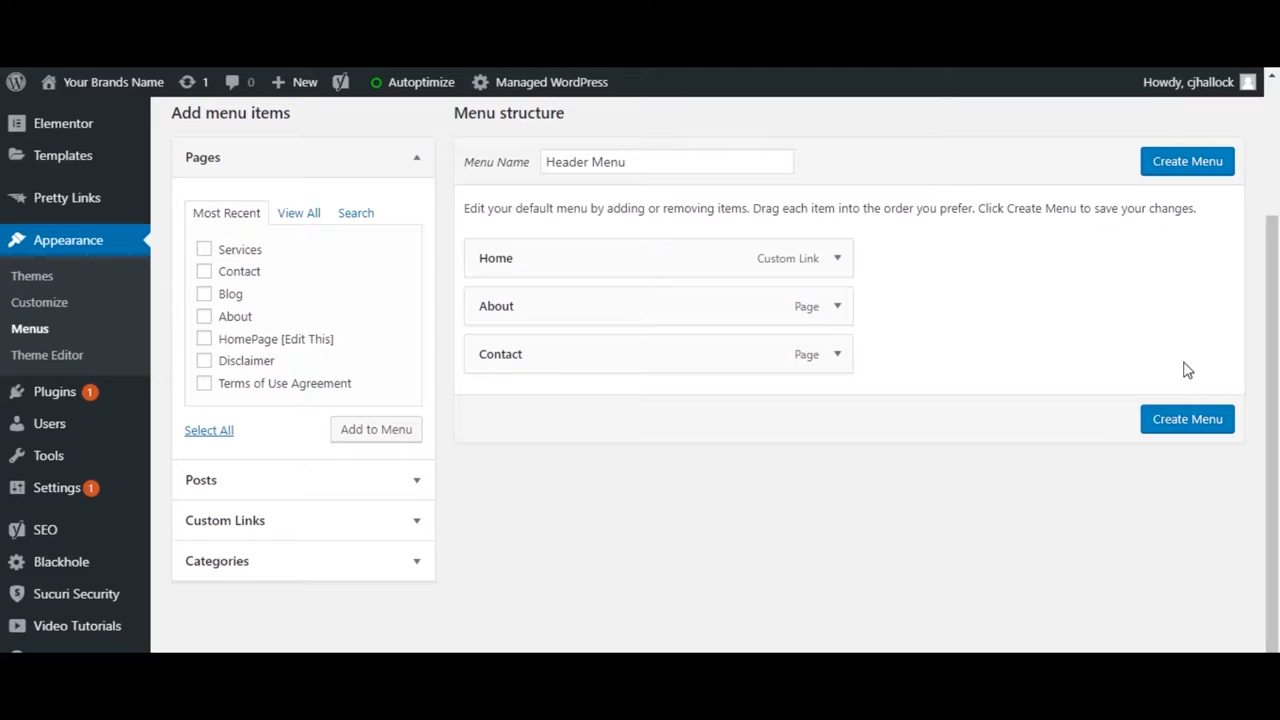 Your Brands Name 1 0 New Autoptimize Managed WordPress Howdy, cjhallock
Elementor
Templates
Pretty Links
Appearance
Themes
Customize
Menus
Theme Editor
Plugins 1
Users
Tools
Settings 1
SEO
Blackhole
Sucuri Security
Video Tutorials
Add menu items
Pages
Most Recent View All Search
Services
Contact
Blog
About
HomePage [Edit This]
Disclaimer
Terms of Use Agreement
Select All Add to Menu
Posts
Custom Links
Categories
Menu structure
Menu Name Header Menu Create Menu
Edit your default menu by adding or removing items. Drag each item into the order you prefer. Click Create Menu to save your changes.
Home Custom Link
About Page
Contact Page
Create Menu